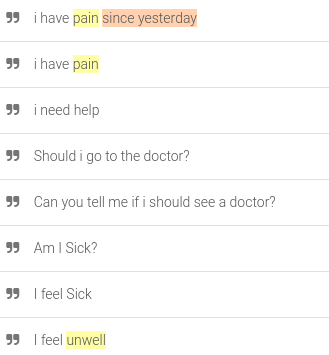 i have pain since yesterday
i have pain
i need help
Should i go to the doctor?
Can you tell me if i should see a doctor?
Am I Sick?
I feel Sick
I feel unwell